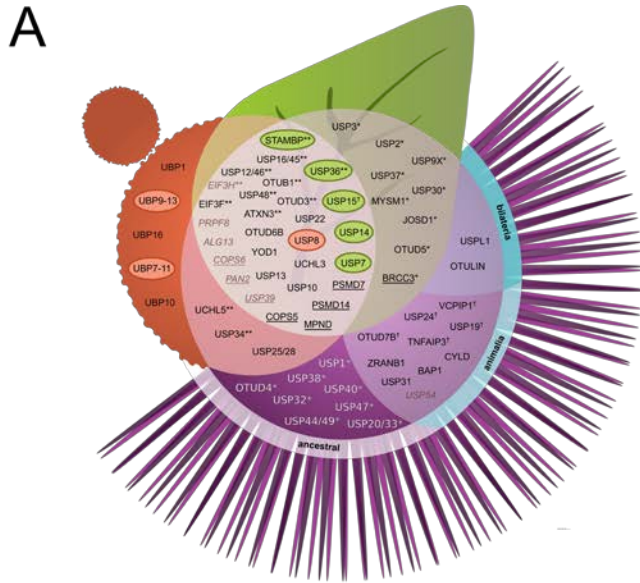 A
USP3*
STAMBP**
USP2*
USP16/45**
USP9X*
UBP1
USP12/46**
USP36**
USP37*
EIF3H**
OTUB1**
USP30*
UBP9-13
USP48**
EIF3F**
OTUD3**
USP15†
MYSM1*
ATXN3**
JOSD1*
PRPF8
USP22
UBP16
OTUD6B
USP14
ALG13
USP8
USPL1
bilateria
YOD1
OTUD5*
COPS6
UCHL3
USP7
OTULIN
UBP7-11
PAN2
USP13
BRCC3*
USP10
PSMD7
USP39
UBP10
PSMD14
VCPIP1†
UCHL5**
COPS5
USP24†
MPND
USP19†
USP34**
OTUD7B†
TNFAIP3†
USP25/28
CYLD
animalia
USP1*
ZRANB1
BAP1
USP38*
USP31
OTUD4*
USP40*
USP54
USP32*
USP47*
USP44/49*
USP20/33*
ancestral